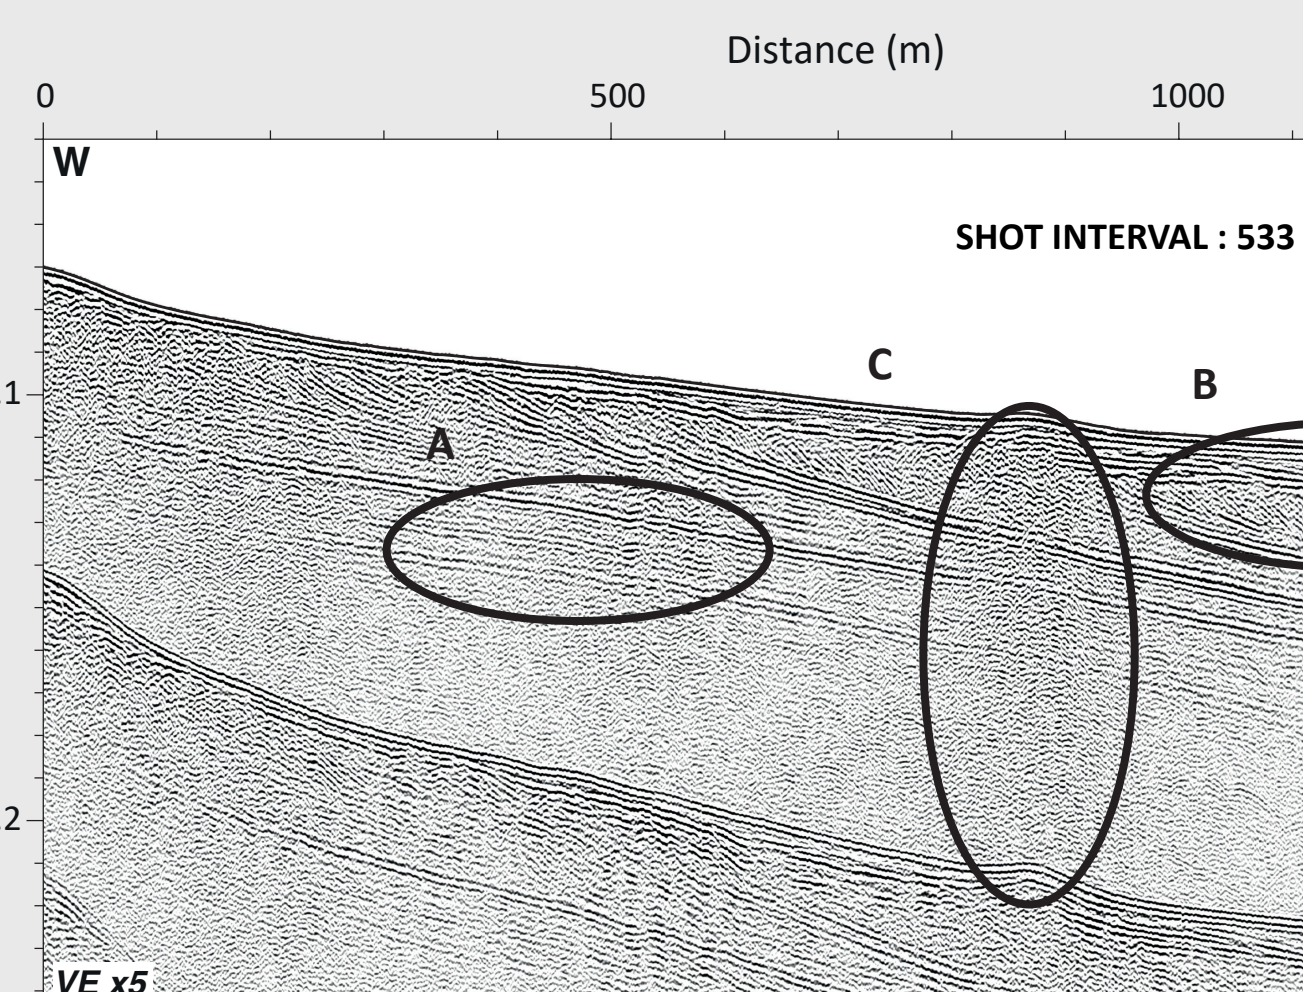 Distance (m)
0 500 1000
W
SHOT INTERVAL : 533
C
B
.1
A
.2
VE x5